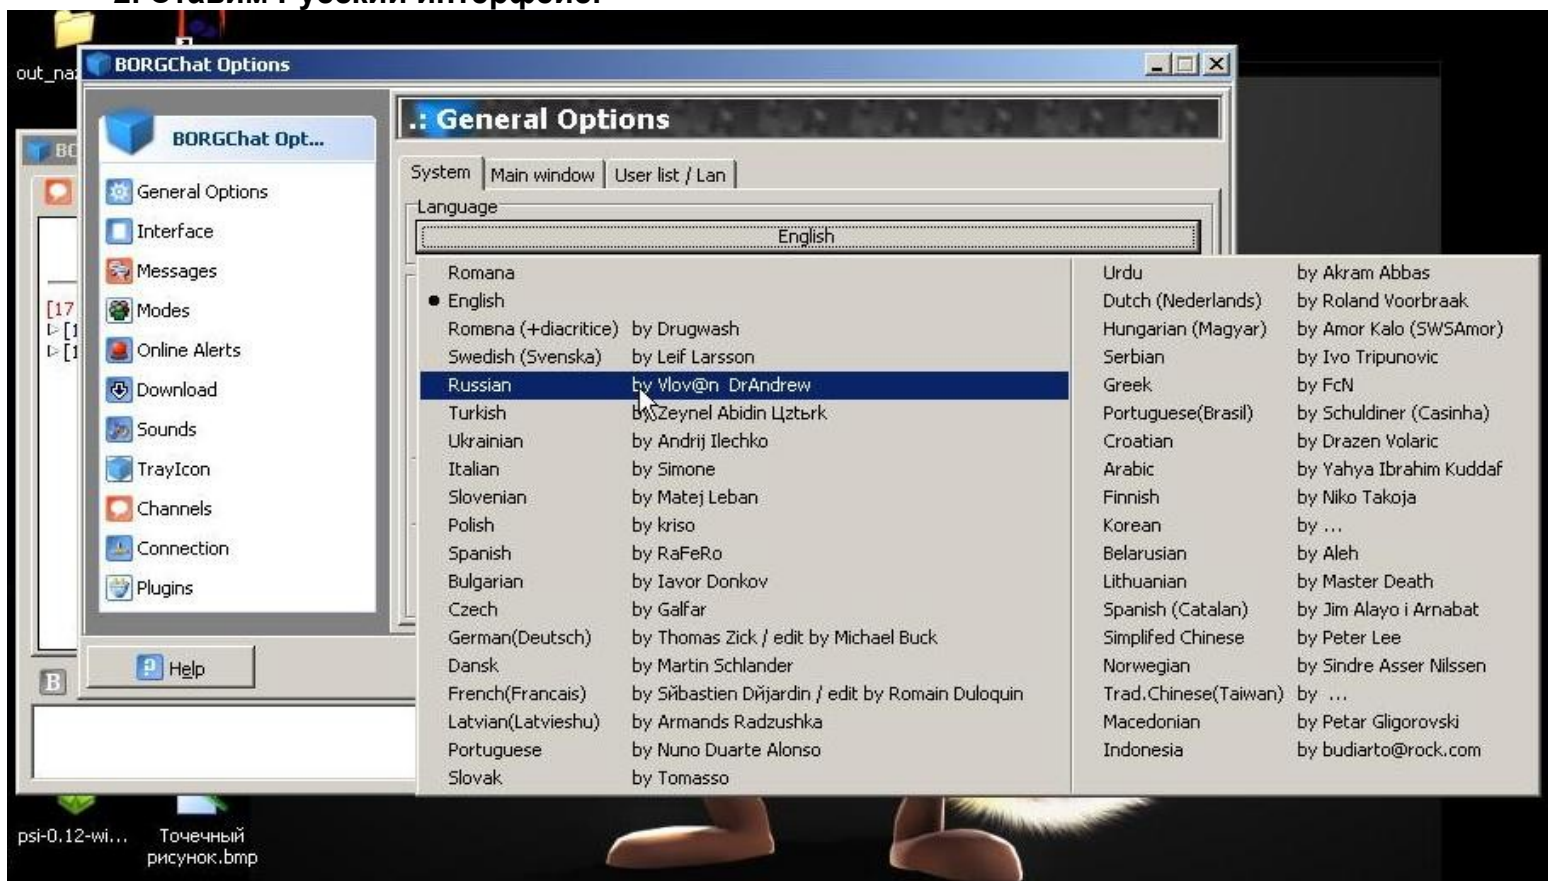 2. Ставим Русский интерфейс.
BORGChat Options
BORGChat Opt...
General Options
Interface
Messages
Modes
Online Alerts
Download
Sounds
TrayIcon
Channels
Connection
Plugins
Help
.: General Options
System Main window User list / Lan
Language
English
Romana
English
Romвna (+diacritice) by Drugwash
Swedish (Svenska) by Leif Larsson
Russian by Vlov@n DrAndrew
Turkish by Zeynel Abidin Цztьrk
Ukrainian by Andrij Ilechko
Italian by Simone
Slovenian by Matej Leban
Polish by kriso
Spanish by RaFeRo
Bulgarian by Iavor Donkov
Czech by Galfar
German(Deutsch) by Thomas Zick / edit by Michael Buck
Dansk by Martin Schlander
French(Francais) by Sйbastien Dйjardin / edit by Romain Duloquin
Latvian(Latvieshu) by Armands Radzushka
Portuguese by Nuno Duarte Alonso
Slovak by Tomasso
Urdu by Akram Abbas
Dutch (Nederlands) by Roland Voorbraak
Hungarian (Magyar) by Amor Kalo (SWSAmor)
Serbian by Ivo Tripunovic
Greek by FcN
Portuguese(Brasil) by Schuldiner (Casinha)
Croatian by Drazen Volaric
Arabic by Yahya Ibrahim Kuddaf
Finnish by Niko Takoja
Korean by ...
Belarusian by Aleh
Lithuanian by Master Death
Spanish (Catalan) by Jim Alayo i Arnabat
Simplifed Chinese by Peter Lee
Norwegian by Sindre Asser Nilssen
Trad.Chinese(Taiwan) by ...
Macedonian by Petar Gligorovski
Indonesia by budiarto@rock.com
[17
[1
[1
B
psi-0.12-wi...
Точечный
рисунок.bmp